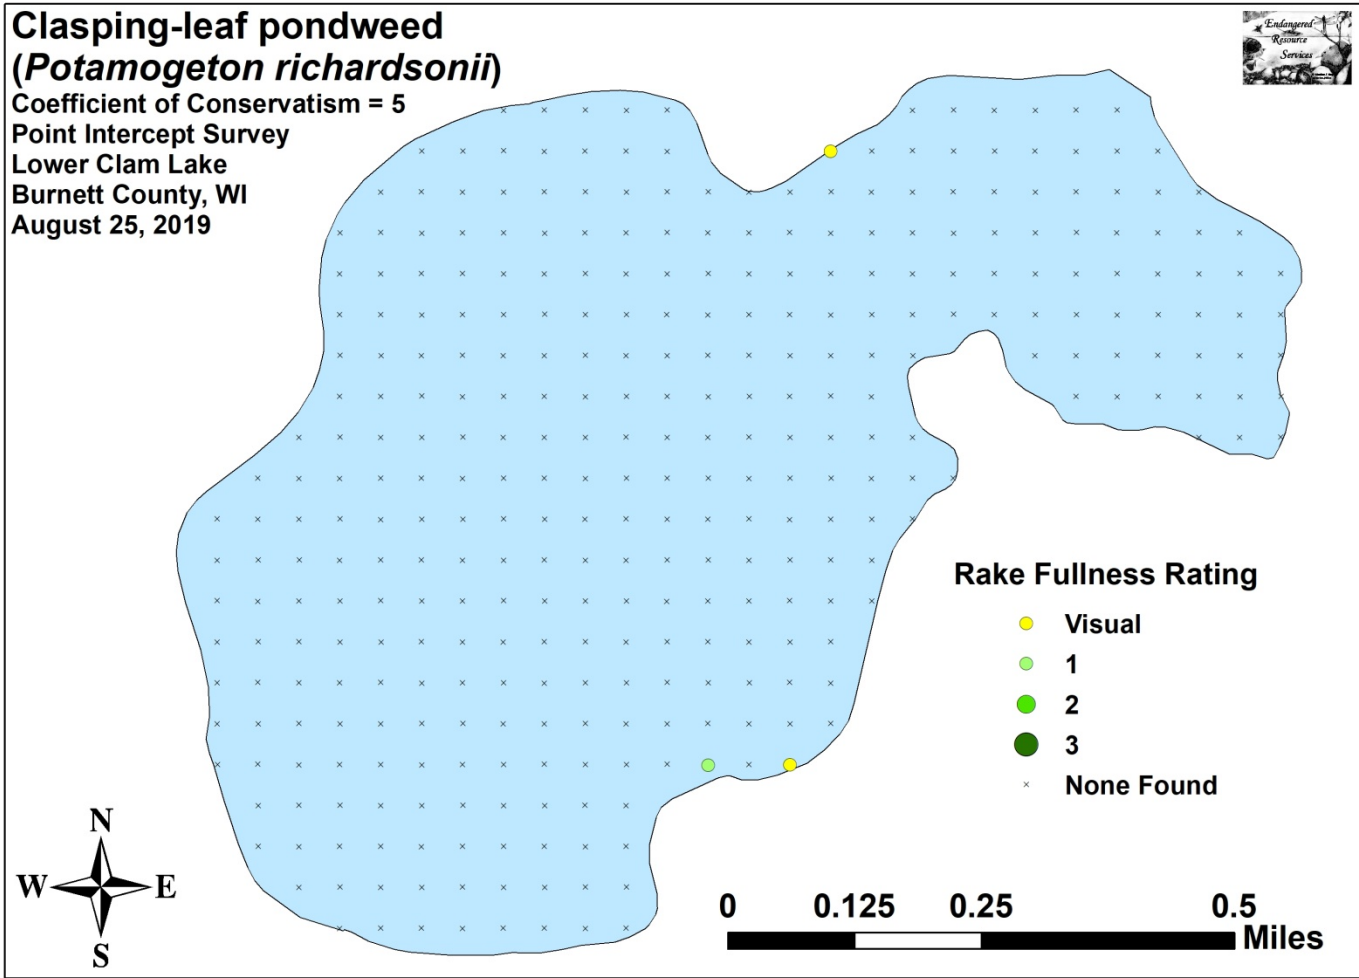 Clasping-leaf pondweed
(Potamogeton richardsonii)
Coefficient of Conservatism = 5
Point Intercept Survey
Lower Clam Lake
Burnett County, WI
August 25, 2019
Endangered
Resource
Services
Rake Fullness Rating
Visual
1
2
3
None Found
N
W E
S
0 0.125 0.25 0.5
Miles